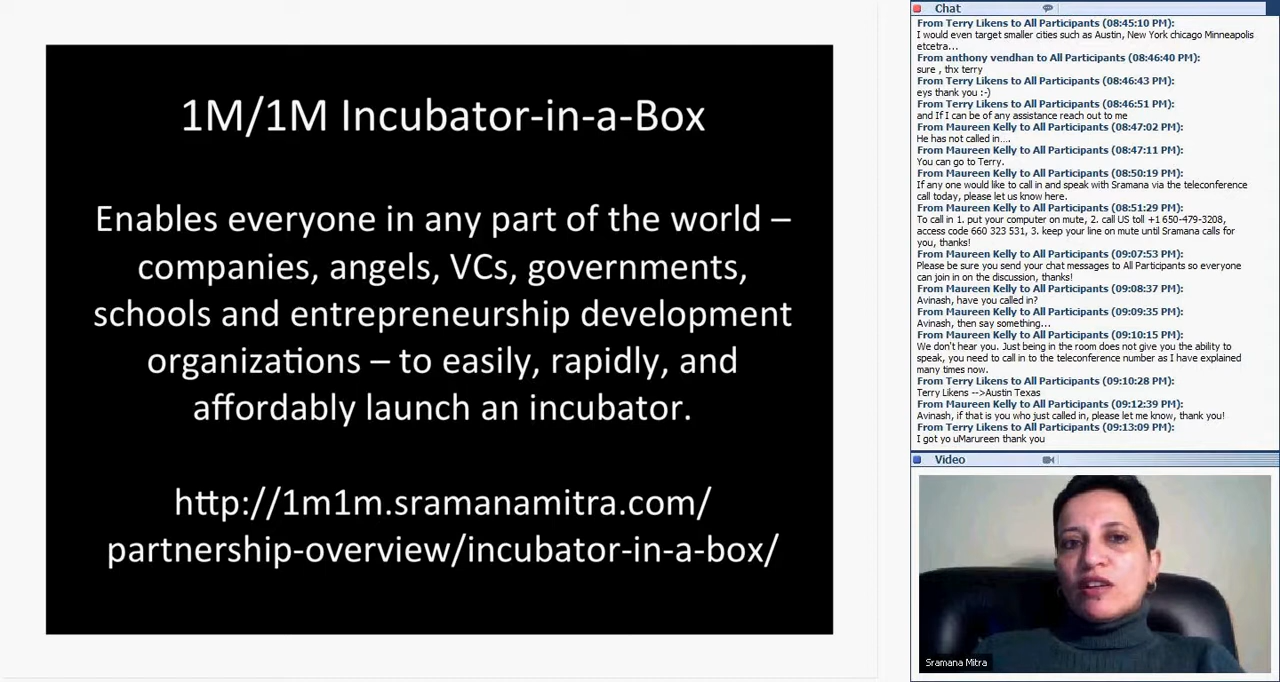 1M/1M Incubator-in-a-Box
Enables everyone in any part of the world –
companies, angels, VCs, governments,
schools and entrepreneurship development
organizations – to easily, rapidly, and
affordably launch an incubator.
http://1m1m.sramanamitra.com/
partnership-overview/incubator-in-a-box/
Chat
From Terry Likens to All Participants (08:45:10 PM):
I would even target smaller cities such as Austin, New York chicago Minneapolis
etcetra...
From anthony vendhan to All Participants (08:46:40 PM):
sure , thx terry
From Terry Likens to All Participants (08:46:43 PM):
eys thank you :-)
From Terry Likens to All Participants (08:46:51 PM):
and If I can be of any assistance reach out to me
From Maureen Kelly to All Participants (08:47:02 PM):
He has not called in....
From Maureen Kelly to All Participants (08:47:11 PM):
You can go to Terry.
From Maureen Kelly to All Participants (08:50:19 PM):
If any one would like to call in and speak with Sramana via the teleconference
call today, please let us know here.
From Maureen Kelly to All Participants (08:51:29 PM):
To call in 1. put your computer on mute, 2. call US toll +1 650-479-3208,
access code 660 323 531, 3. keep your line on mute until Sramana calls for
you, thanks!
From Maureen Kelly to All Participants (09:07:53 PM):
Please be sure you send your chat messages to All Participants so everyone
can join in on the discussion, thanks!
From Maureen Kelly to All Participants (09:08:37 PM):
Avinash, have you called in?
From Maureen Kelly to All Participants (09:09:35 PM):
Avinash, then say something...
From Maureen Kelly to All Participants (09:10:15 PM):
We don't hear you. Just being in the room does not give you the ability to
speak, you need to call in to the teleconference number as I have explained
many times now.
From Terry Likens to All Participants (09:10:28 PM):
Terry Likens -->Austin Texas
From Maureen Kelly to All Participants (09:12:39 PM):
Avinash, if that is you who just called in, please let me know, thank you!
From Terry Likens to All Participants (09:13:09 PM):
I got yo uMarureen thank you
Video
Sramana Mitra